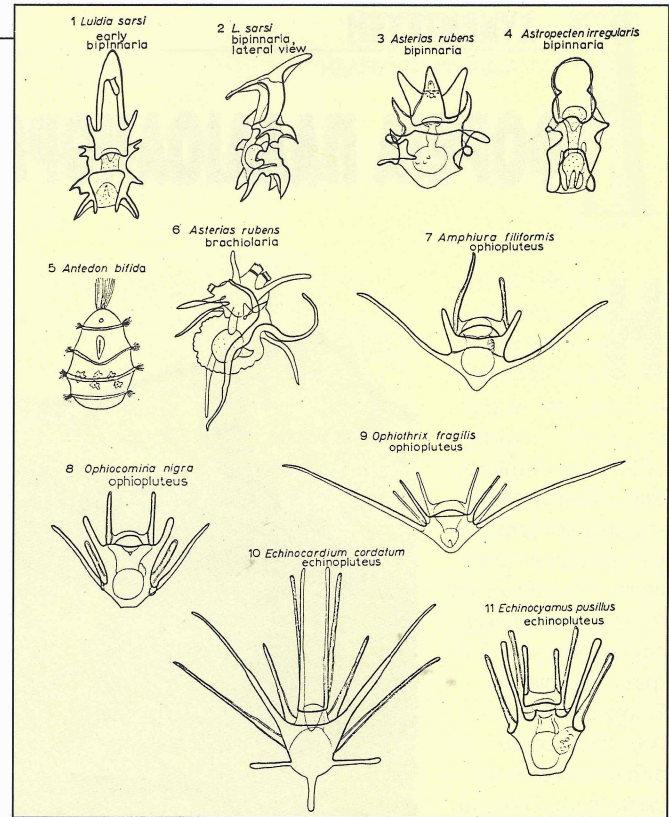 1 Luidia sarsi
early
bipinnaria
2 L. sarsi
bipinnaria,
lateral view
3 Asterias rubens
bipinnaria
4 Astropecten irregularis
bipinnaria
5 Antedon bifida
6 Asterias rubens
brachiolaria
7 Amphiura filiformis
ophiopluteus
8 Ophiocomina nigra
ophiopluteus
9 Ophiothrix fragilis
ophiopluteus
10 Echinocardium cordatum
echinopluteus
11 Echinocyamus pusillus
echinopluteus